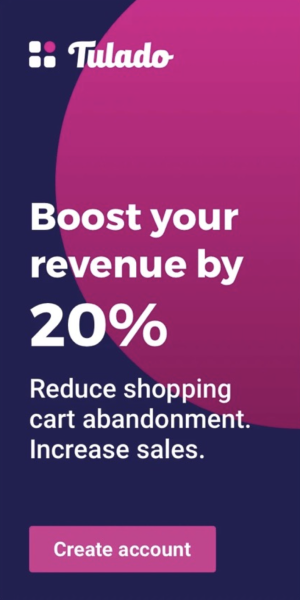 Tulado
Boost your
revenue by
20%
Reduce shopping
cart abandonment.
Increase sales.
Create account